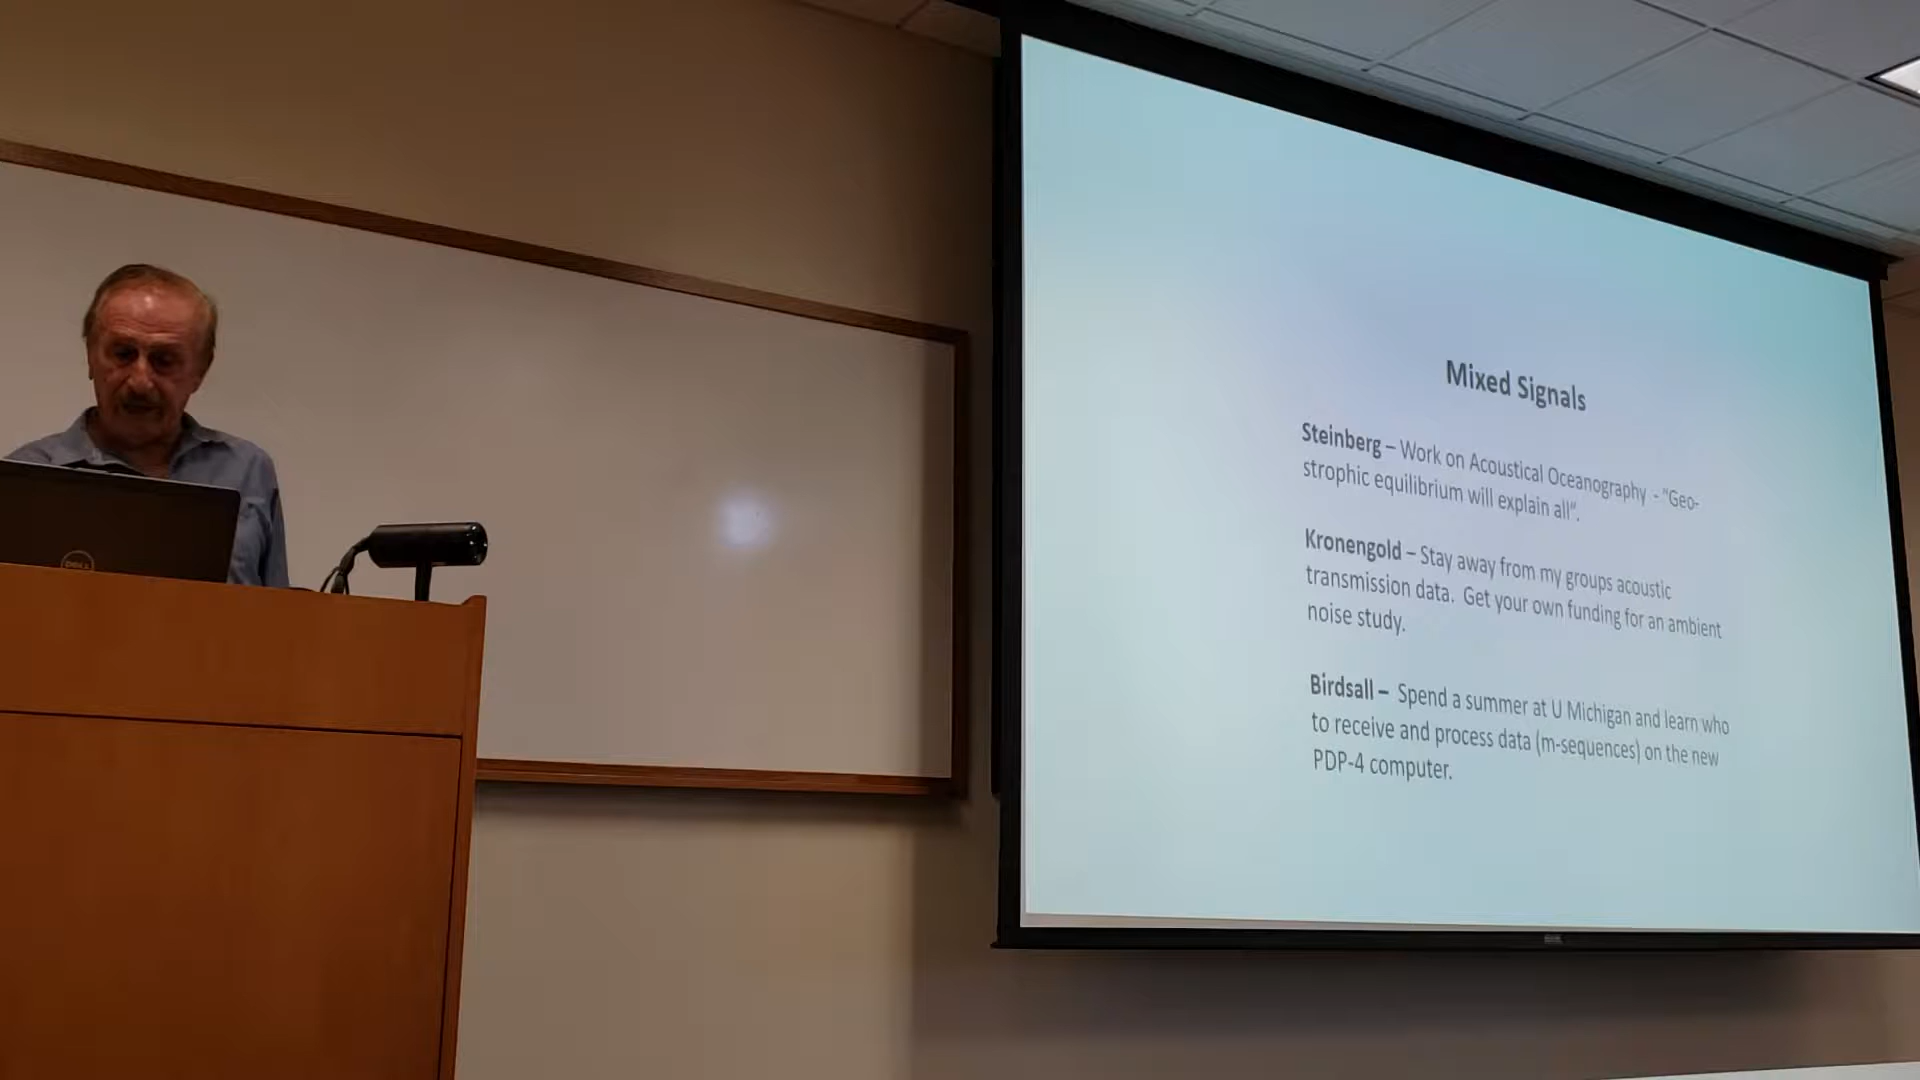 Mixed Signals
Steinberg – Work on Acoustical Oceanography - "Geo-
strophic equilibrium will explain all".
Kronengold – Stay away from my groups acoustic
transmission data. Get your own funding for an ambient
noise study.
Birdsall – Spend a summer at U Michigan and learn who
to receive and process data (m-sequences) on the new
PDP-4 computer.
DELL